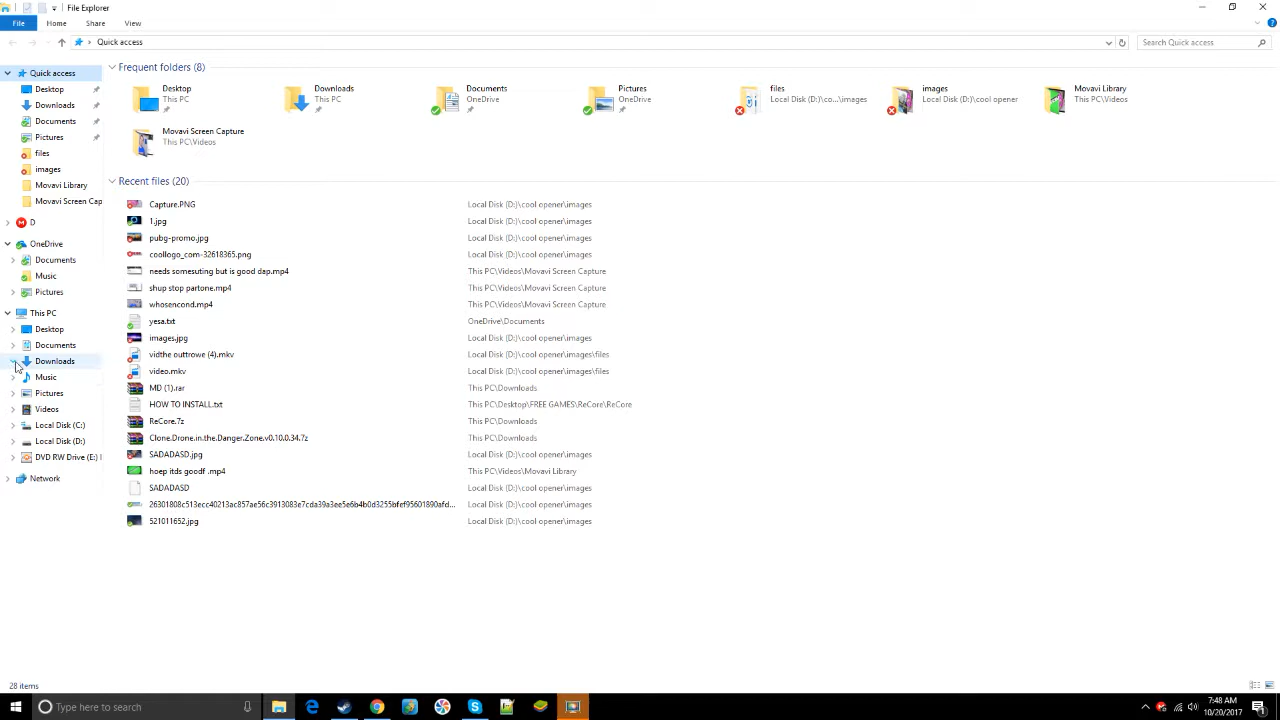 File Explorer
File Home Share View
Quick access Search Quick access
Quick access
Desktop
Downloads
Documents
Pictures
files
images
Movavi Library
Movavi Screen Cap
D
OneDrive
Documents
Music
Pictures
This PC
Desktop
Documents
Downloads
Music
Pictures
Videos
Local Disk (C:)
Local Disk (D:)
DVD RW Drive (E:)
Network
Frequent folders (8)
Desktop
This PC
Downloads
This PC
Documents
OneDrive
Pictures
OneDrive
files
Local Disk (D:)\co...\images
images
Local Disk (D:)\cool opener
Movavi Library
This PC\Videos
Movavi Screen Capture
This PC\Videos
Recent files (20)
Capture.PNG Local Disk (D:)\cool opener\images
1.jpg Local Disk (D:)\cool opener\images
pubg-promo.jpg Local Disk (D:)\cool opener\images
coollogo_com-32618365.png Local Disk (D:)\cool opener\images
needs somesuting but is good dap.mp4 This PC\Videos\Movavi Screen Capture
shup stop partone.mp4 This PC\Videos\Movavi Screen Capture
whosencond.mp4 This PC\Videos\Movavi Screen Capture
yesa.txt OneDrive\Documents
images.jpg Local Disk (D:)\cool opener\images
vidthe outtrowe (4).mkv Local Disk (D:)\cool opener\images\files
video.mkv Local Disk (D:)\cool opener\images\files
MD (1).rar This PC\Downloads
HOW TO INSTALL.txt This PC\Desktop\FREE GAMES\ReCore\ReCore
ReCore.7z This PC\Downloads
Clone.Drone.in.the.Danger.Zone.v0.10.0.34.7z This PC\Downloads
SADADASD.jpg Local Disk (D:)\cool opener\images
hoep itds goodf .mp4 This PC\Videos\Movavi Library
SADADASD Local Disk (D:)\cool opener\images
26301808c513ecc40213ac857ae56c3913083e7cda39a3ee5e6b4b0d3255bfef95601890afd... Local Disk (D:)\cool opener\images
521011652.jpg Local Disk (D:)\cool opener\images
28 items
Type here to search
7:48 AM
10/20/2017